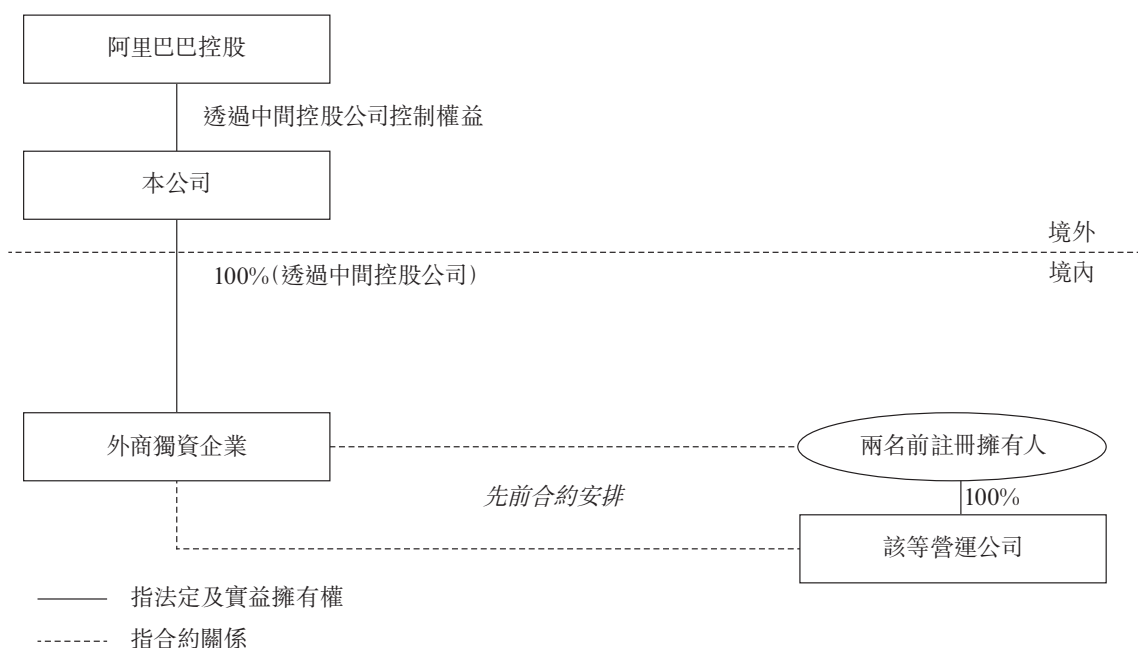 阿里巴巴控股
透過中間控股公司控制權益
本公司
境外
100%(透過中間控股公司)
境內
外商獨資企業
兩名前註冊擁有人
先前合約安排
100%
該等營運公司
指法定及實益擁有權
指合約關係